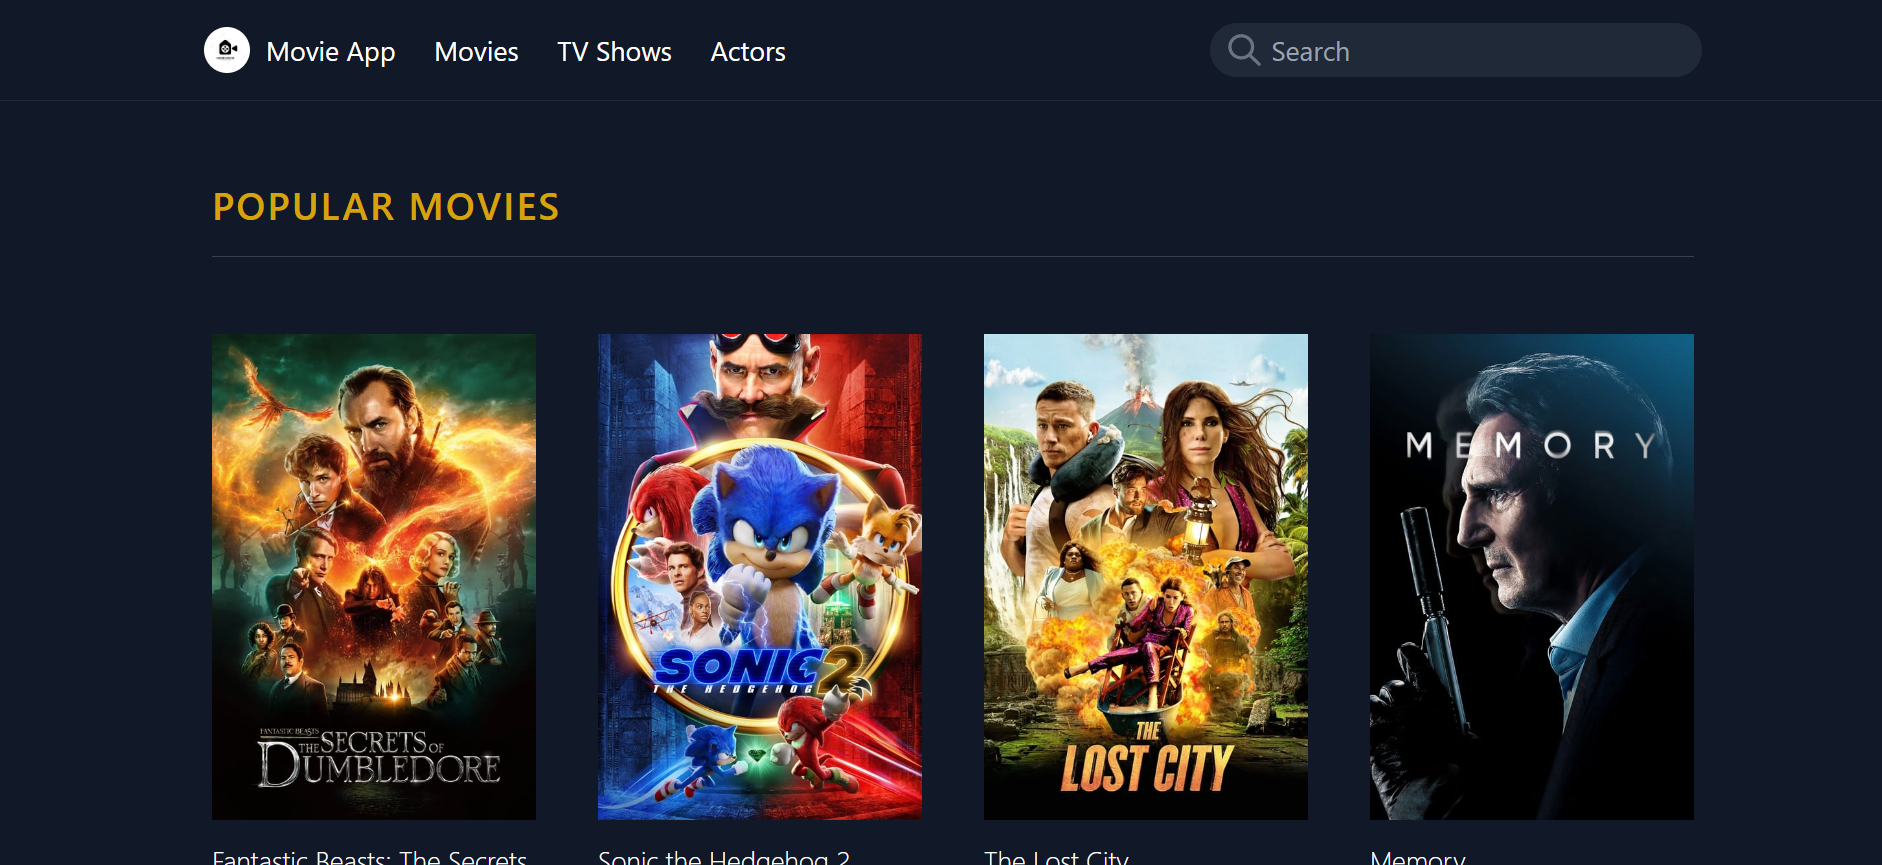 Movie App Movies TV Shows Actors Search
POPULAR MOVIES
FANTASTIC BEASTS
THE SECRETS OF
DUMBLEDORE
SONIC 2
THE HEDGEHOG
THE
LOST CITY
MEMORY
Fantastic Beasts: The Secrets
Sonic the Hedgehog 2
The Lost City
Memory